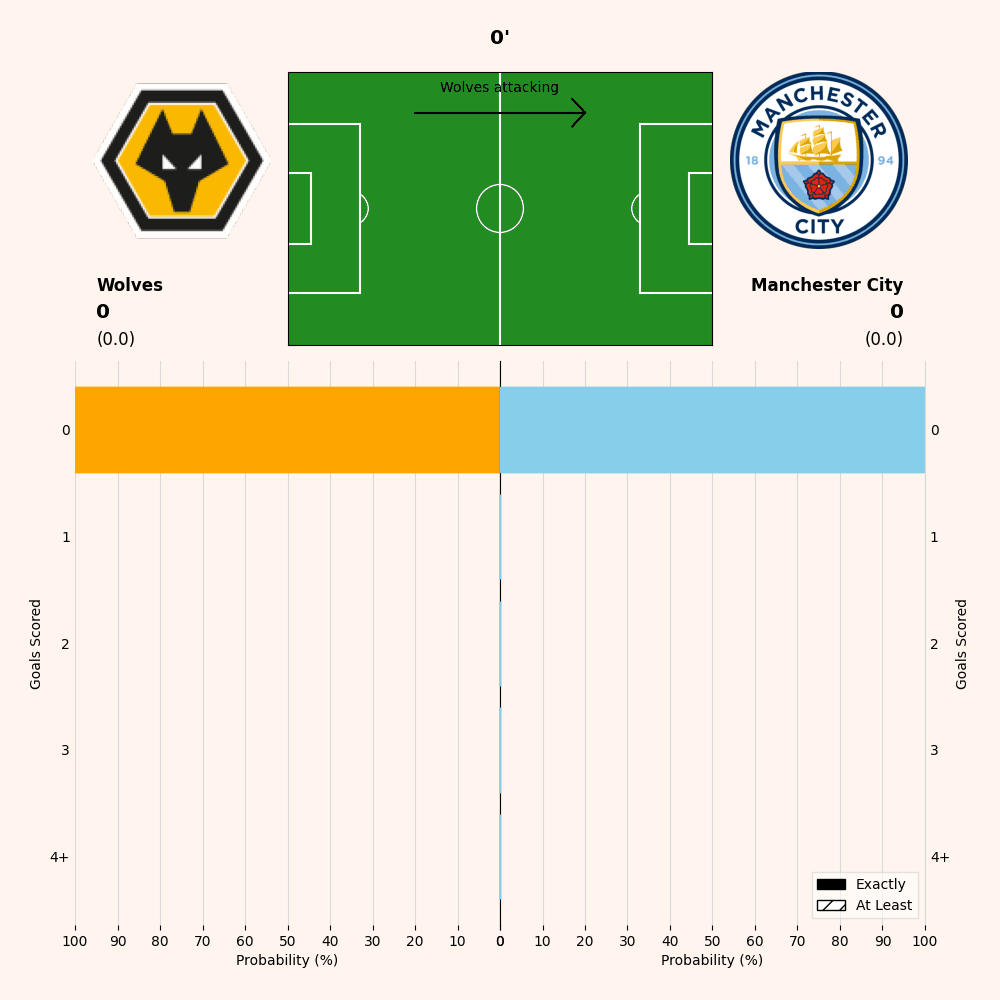 0'
Wolves attacking
MANCHESTER
18 94
CITY
Wolves
0
(0.0)
Manchester City
0
(0.0)
0
1
2
3
4+
Goals Scored
0
1
2
3
4+
Goals Scored
Exactly
At Least
100 90 80 70 60 50 40 30 20 10 0
0 10 20 30 40 50 60 70 80 90 100
Probability (%)
Probability (%)